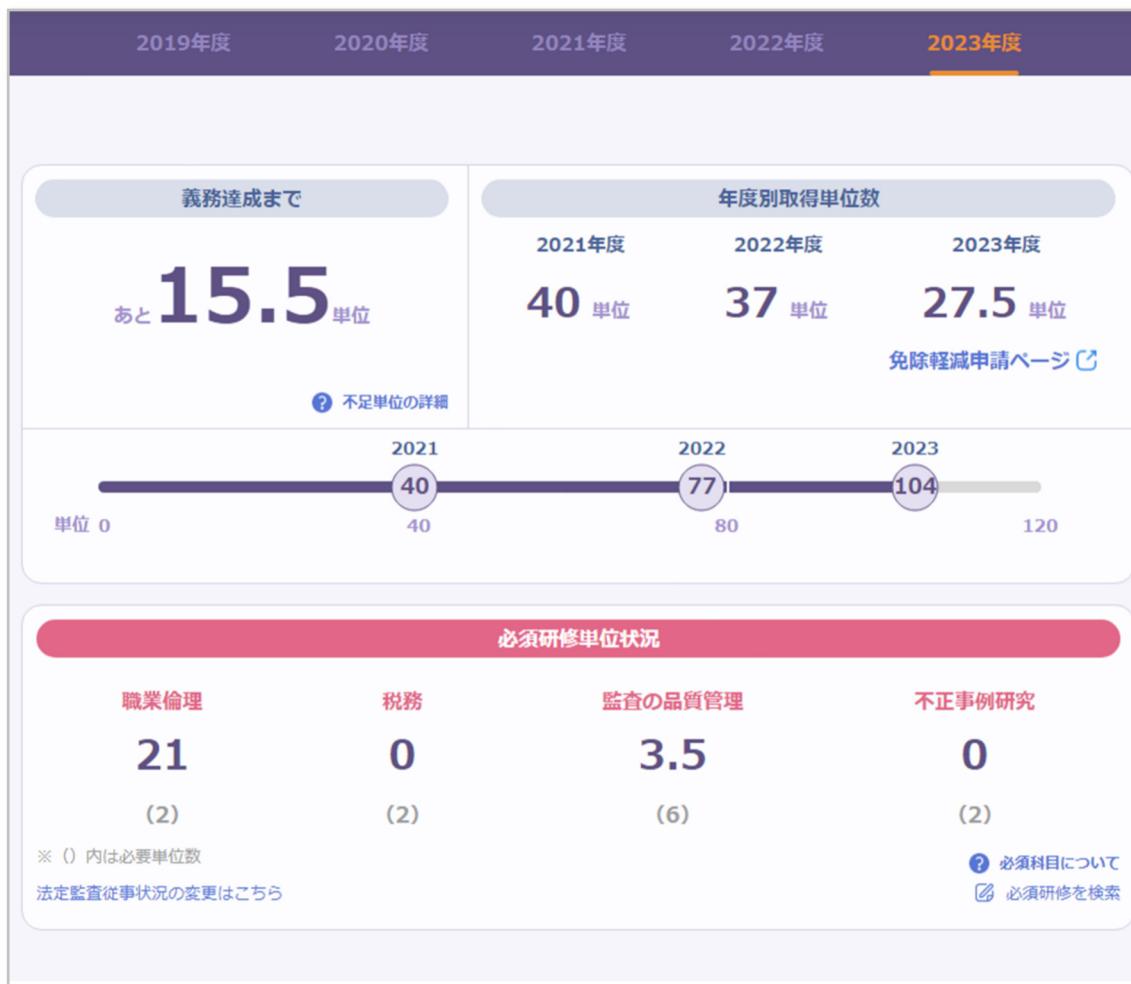 2019年度 2020年度 2021年度 2022年度 2023年度
義務達成まで
あと15.5単位
? 不足単位の詳細
年度別取得単位数
2021年度 2022年度 2023年度
40 単位 37 単位 27.5 単位
免除軽減申請ページ
2021 2022 2023
40 77 104
単位 0 40 80 120
必須研修単位状況
職業倫理 税務 監査の品質管理 不正事例研究
21 0 3.5 0
(2) (2) (6) (2)
※ () 内は必要単位数
? 必須科目について
法定監査従事状況の変更はこちら
必須研修を検索